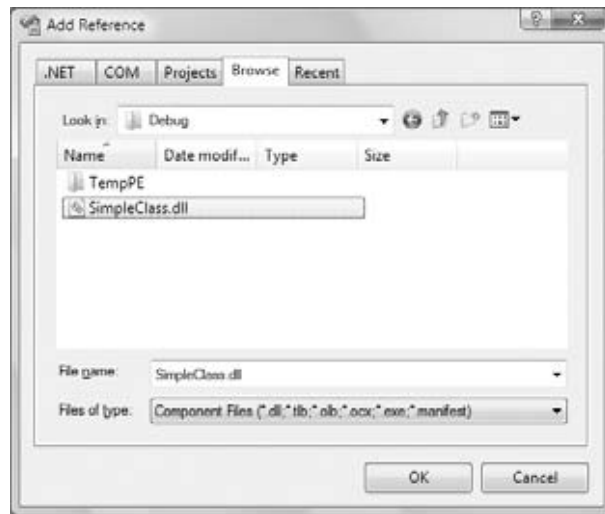 Add Reference
.NET COM Projects Browse Recent
Look in: Debug
Name Date modif... Type Size
TempPE
SimpleClass.dll
File name: SimpleClass.dll
Files of type: Component Files (*.dll;*.tlb;*.olb;*.ocx;*.exe;*.manifest)
OK Cancel